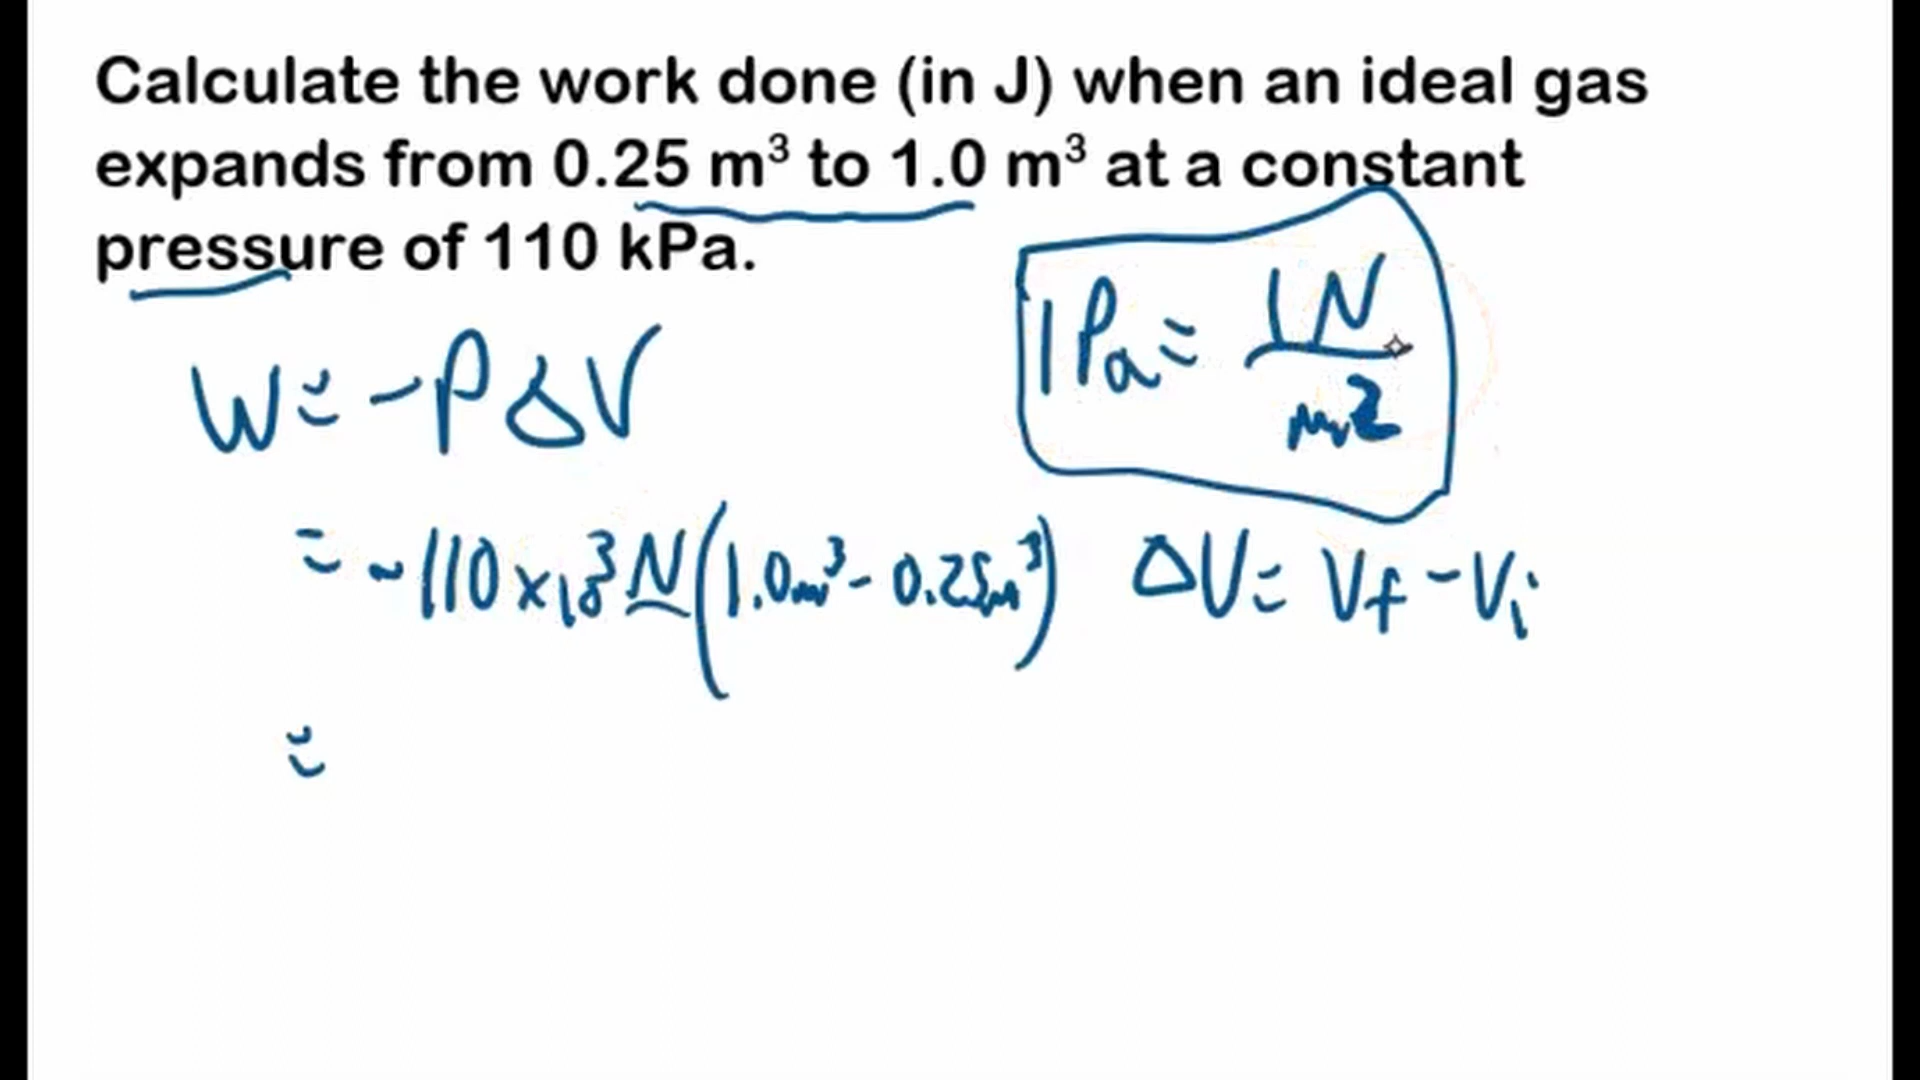 Calculate the work done (in J) when an ideal gas
expands from 0.25 m³ to 1.0 m³ at a constant
pressure of 110 kPa.
1Pa = 1N/m²
W = -PΔV
= -110 x 10³ N (1.0m³ - 0.25m³) ΔV = Vf - Vi
=